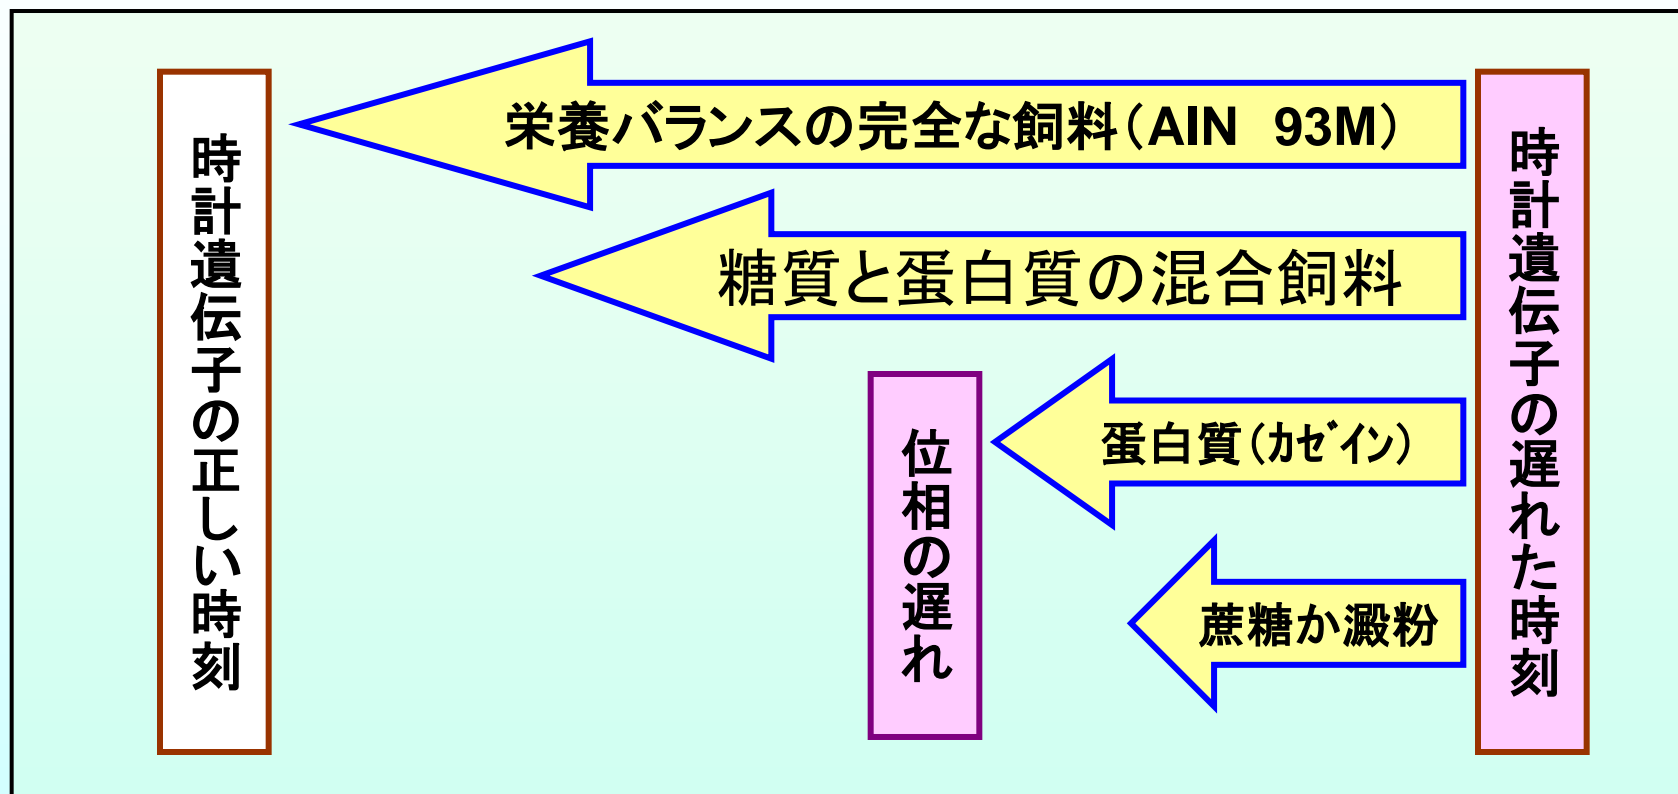 時計遺伝子の正しい時刻
栄養バランスの完全な飼料（AIN　93M）
糖質と蛋白質の混合飼料
位相の遅れ
蛋白質（ｶｾﾞイン）
蔗糖か澱粉
時計遺伝子の遅れた時刻